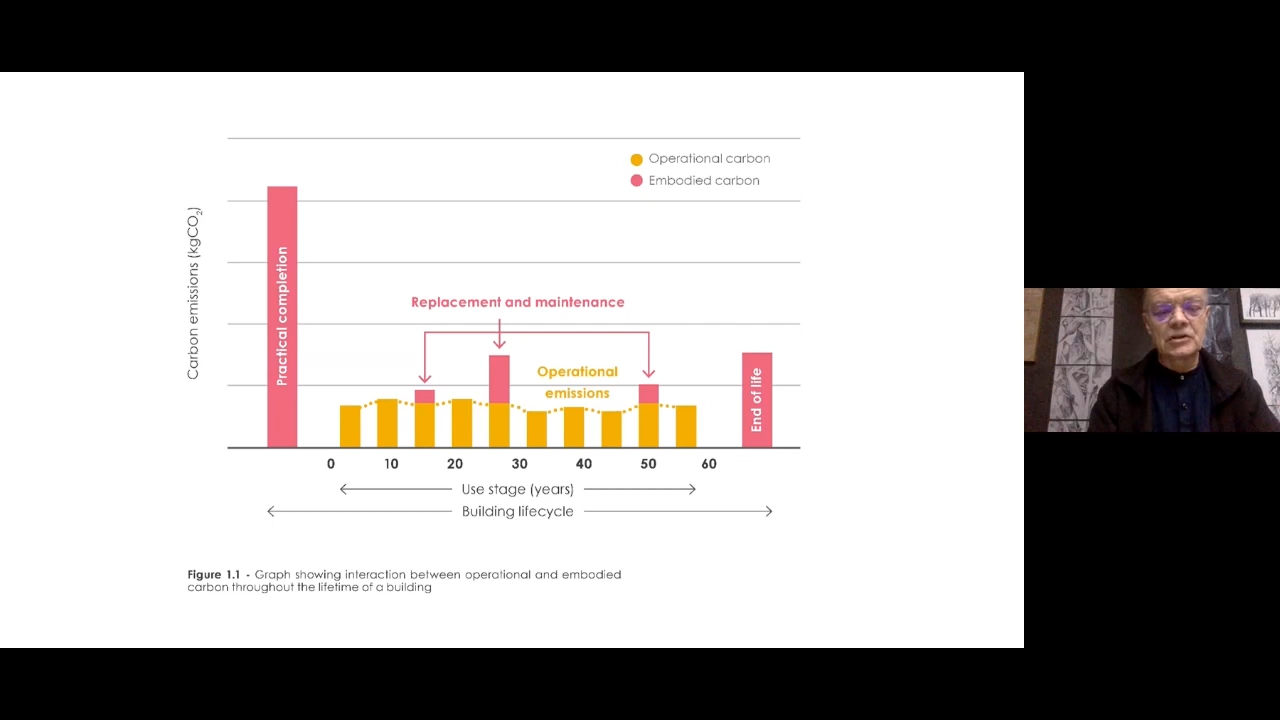 Operational carbon
Embodied carbon
Carbon emissions (kgCO₂)
Practical completion
Replacement and maintenance
Operational
emissions
End of life
0 10 20 30 40 50 60
Use stage (years)
Building lifecycle
Figure 1.1 - Graph showing interaction between operational and embodied
carbon throughout the lifetime of a building